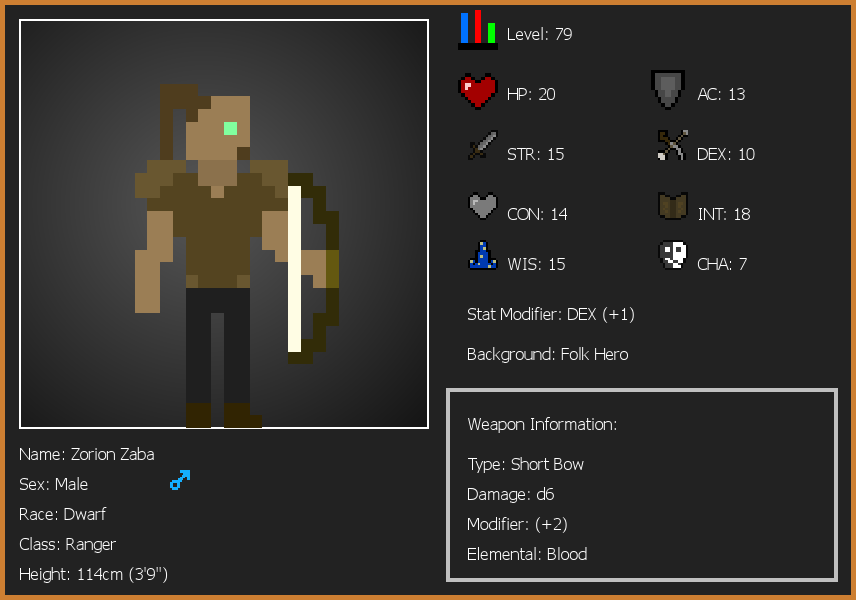 Level: 79
HP: 20
AC: 13
STR: 15
DEX: 10
CON: 14
INT: 18
WIS: 15
CHA: 7
Stat Modifier: DEX (+1)
Background: Folk Hero
Weapon Information:
Type: Short Bow
Damage: d6
Modifier: (+2)
Elemental: Blood
Name: Zorion Zaba
Sex: Male
Race: Dwarf
Class: Ranger
Height: 114cm (3'9")